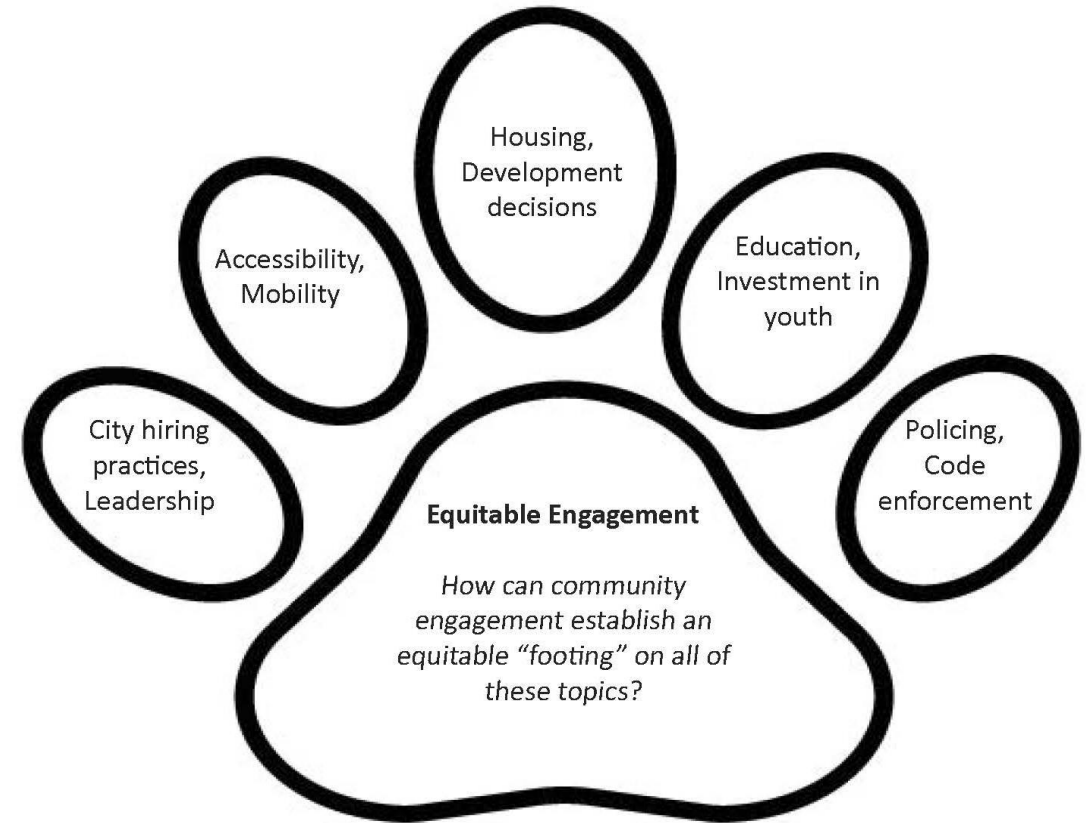 Housing,
Development
decisions
Accessibility,
Mobility
Education,
Investment in
youth
City hiring
practices,
Leadership
Policing,
Code
enforcement
Equitable Engagement
How can community
engagement establish an
equitable “footing” on all of
these topics?